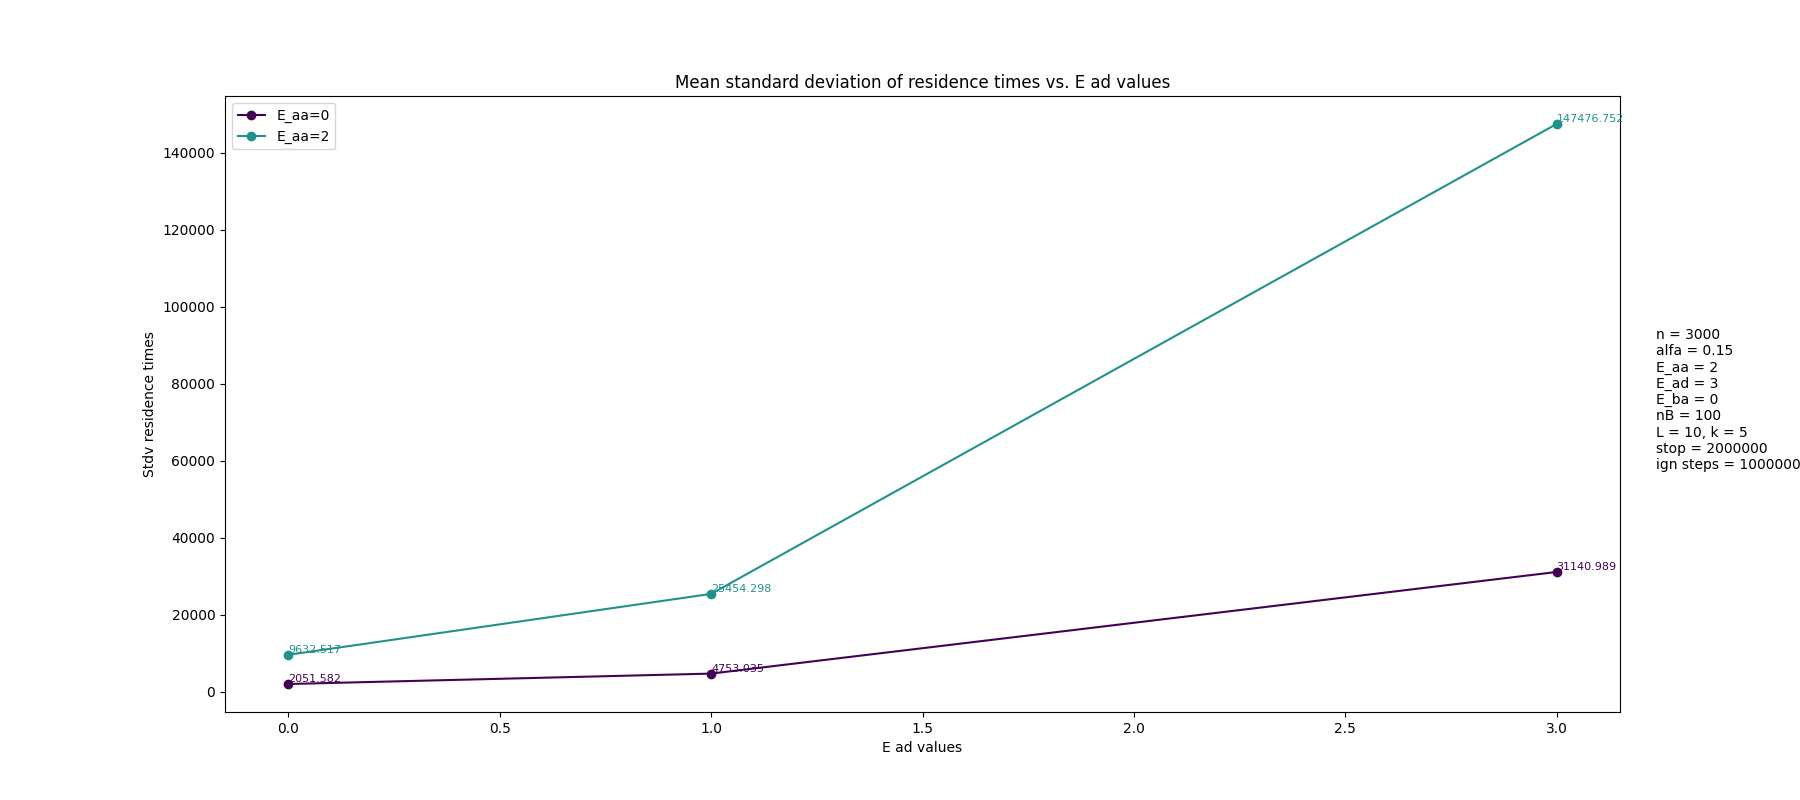 Mean standard deviation of residence times vs. E ad values
E_aa=0
E_aa=2
147476.752
140000
120000
100000
80000
60000
40000
20000
0
Stdv residence times
31140.989
25454.298
9632.517
4753.035
2051.582
0.0
0.5
1.0
1.5
2.0
2.5
3.0
E ad values
n = 3000
alfa = 0.15
E_aa = 2
E_ad = 3
E_ba = 0
nB = 100
L = 10, k = 5
stop = 2000000
ign steps = 1000000